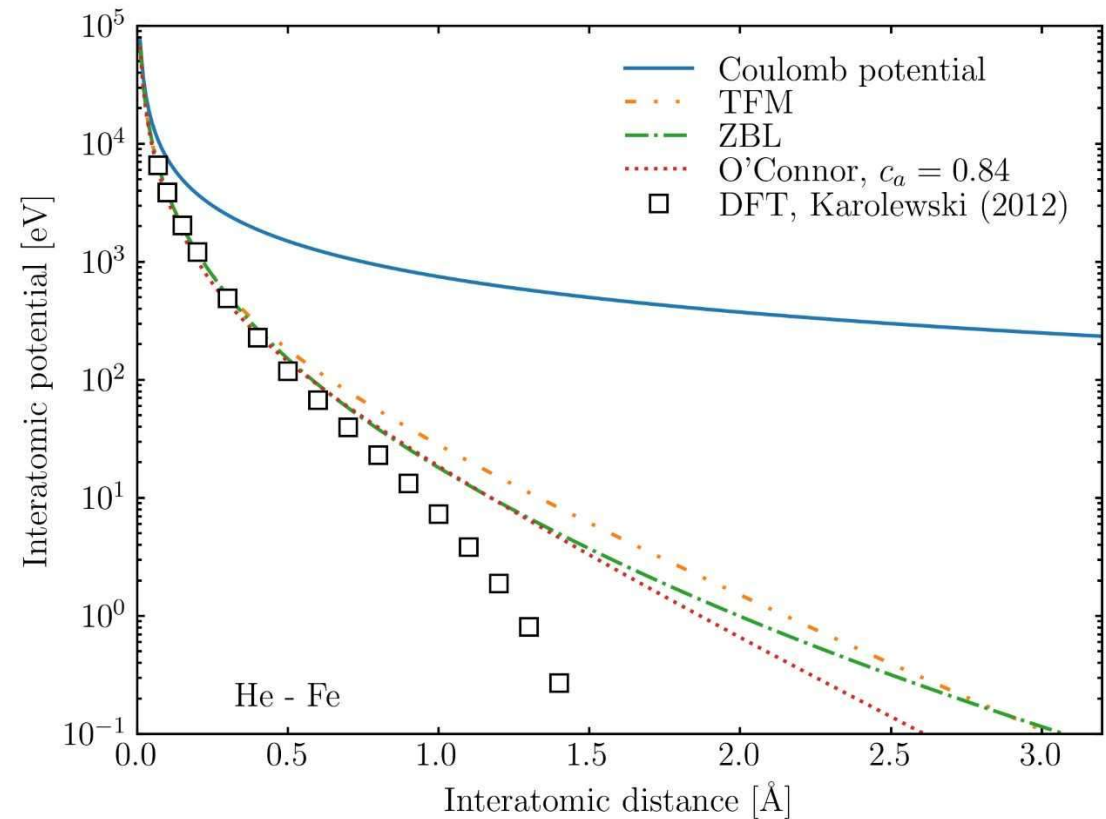 10^5
10^4
10^3
10^2
10^1
10^0
10^{-1}
Interatomic potential [eV]
Coulomb potential
TFM
ZBL
O'Connor, c_a = 0.84
DFT, Karolewski (2012)
He - Fe
0.0 0.5 1.0 1.5 2.0 2.5 3.0
Interatomic distance [Å]